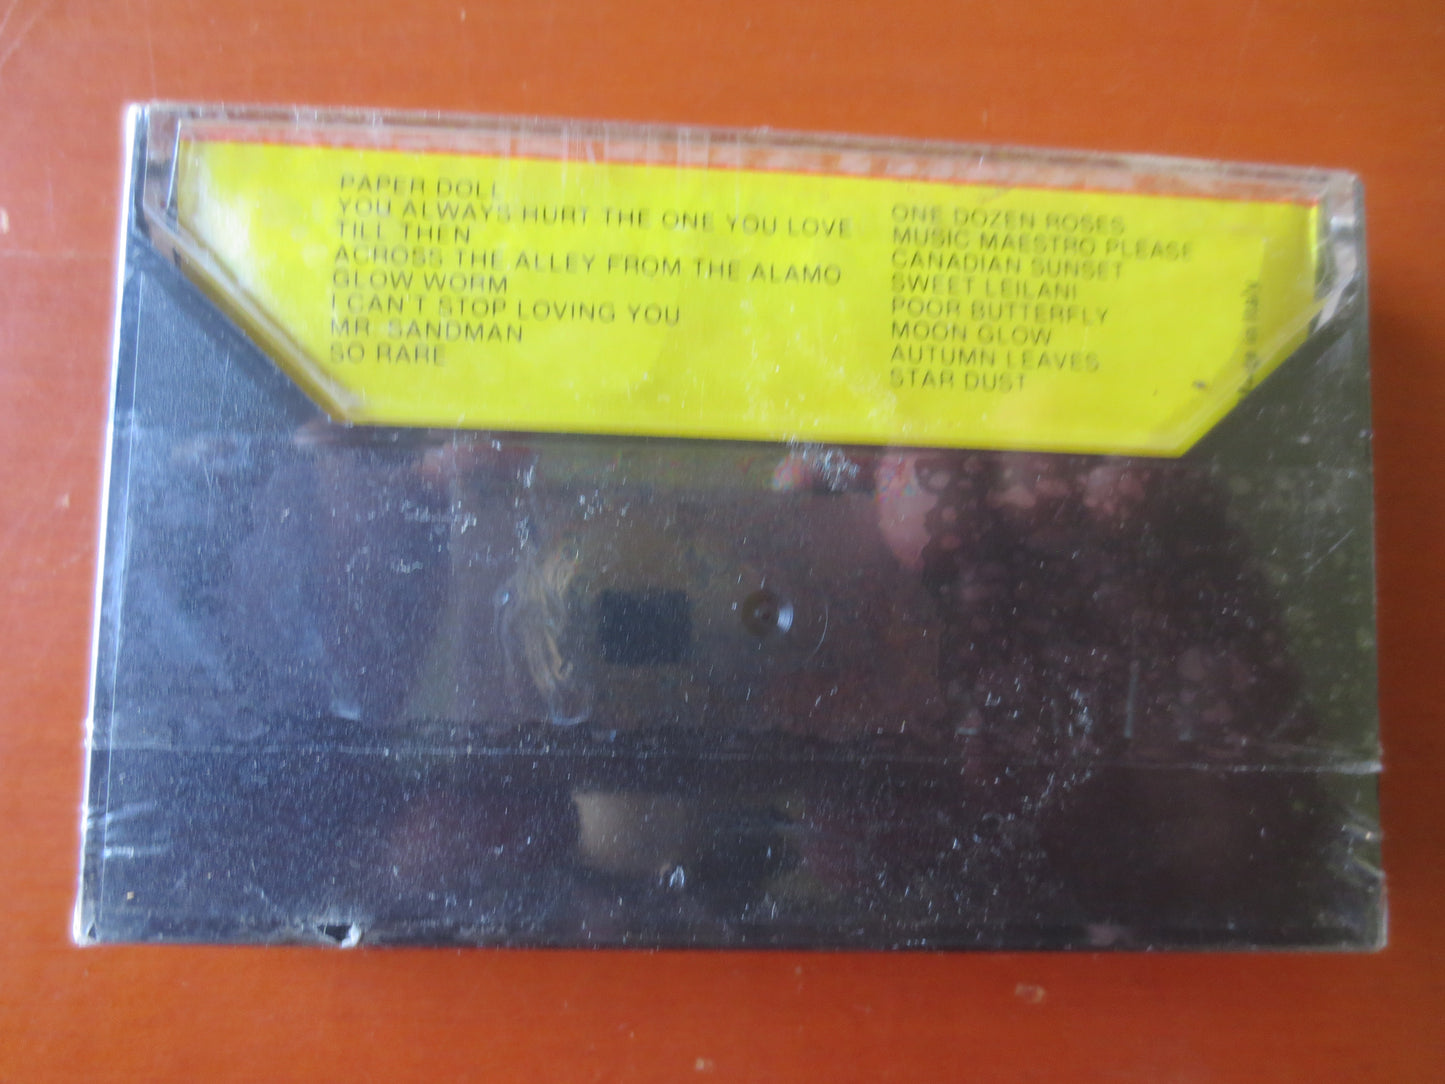 PAPER DOLL
YOU ALWAYS HURT THE ONE YOU LOVE
TILL THEN
ACROSS THE ALLEY FROM THE ALAMO
GLOW WORM
I CAN'T STOP LOVING YOU
MR. SANDMAN
SO RARE
ONE DOZEN ROSES
MUSIC MAESTRO PLEASE
CANADIAN SUNSET
SWEET LEILANI
POOR BUTTERFLY
MOON GLOW
AUTUMN LEAVES
STAR DUST
in Italy